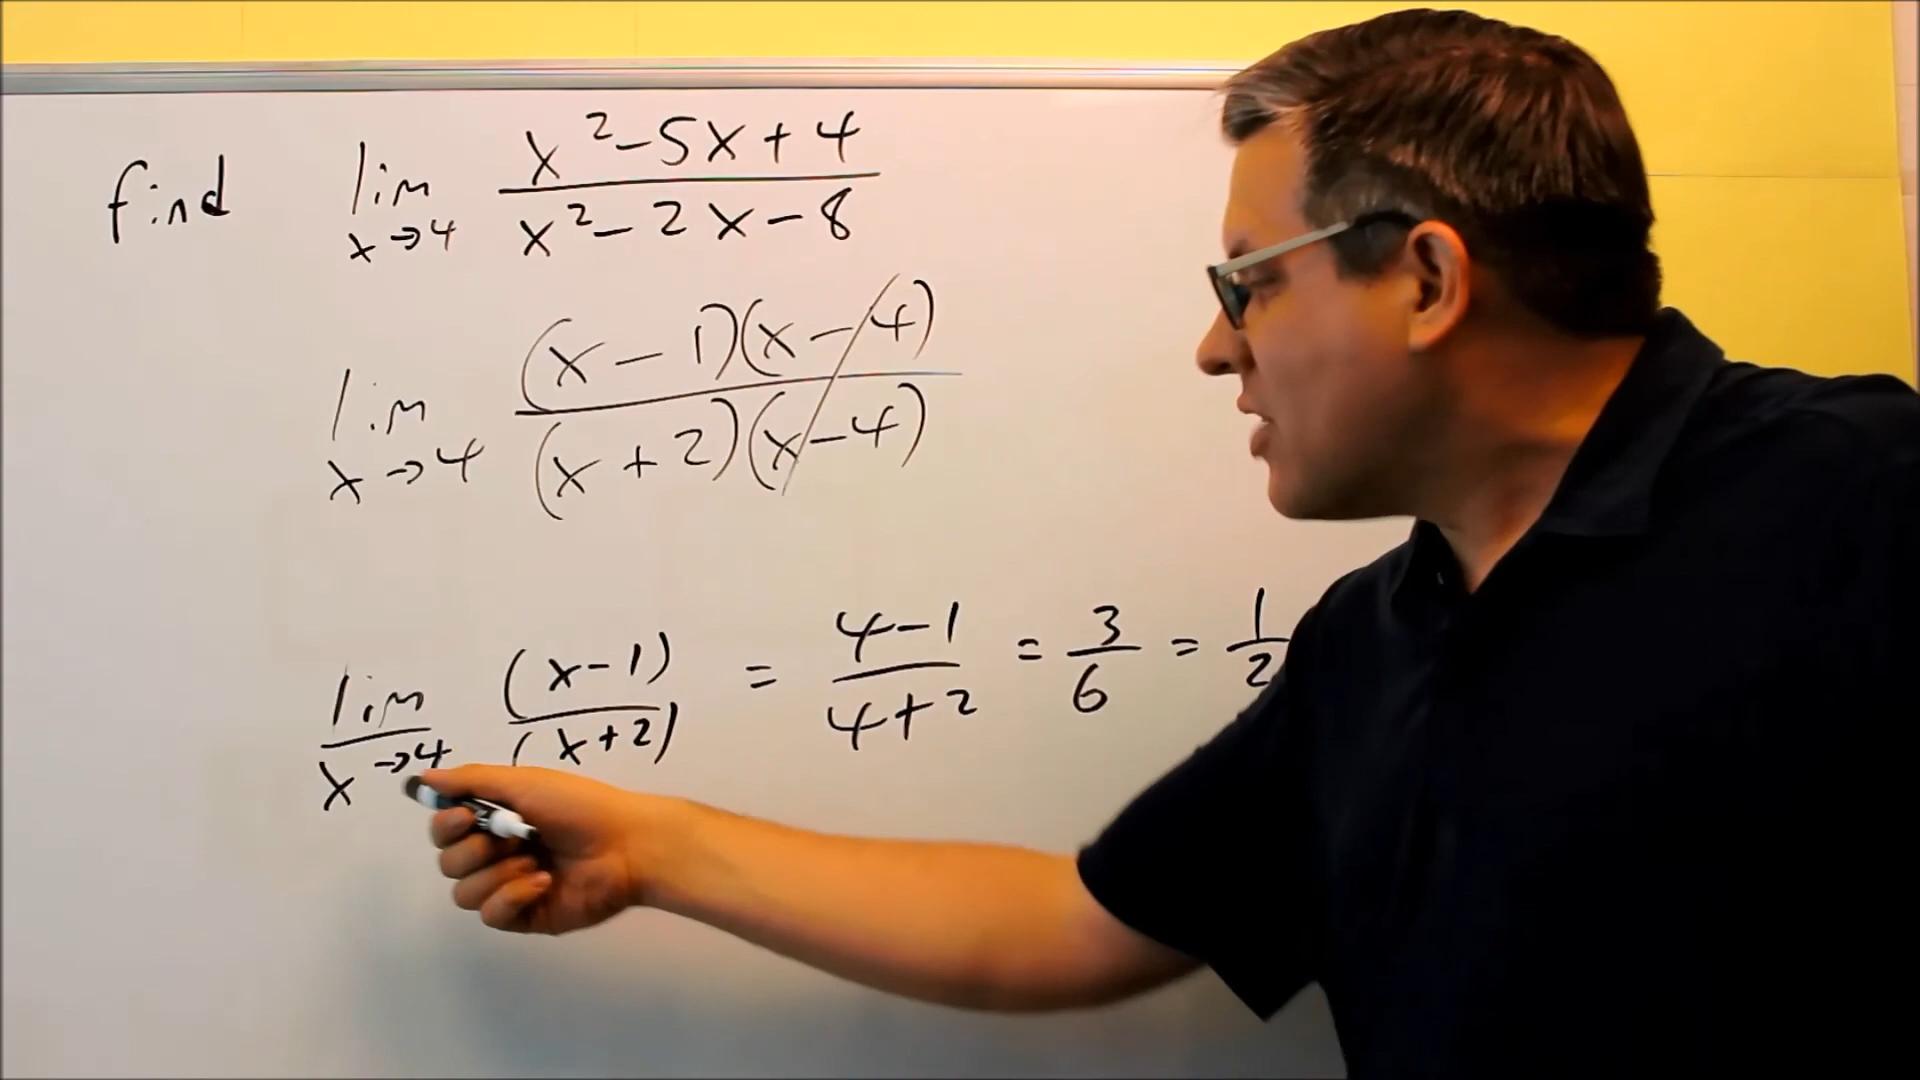 find lim x→4 x²-5x+4 / x²-2x-8
lim x→4 (x-1)(x-4) / (x+2)(x-4)
lim x→4 (x-1) / (x+2) = 4-1 / 4+2 = 3/6 = 1/2